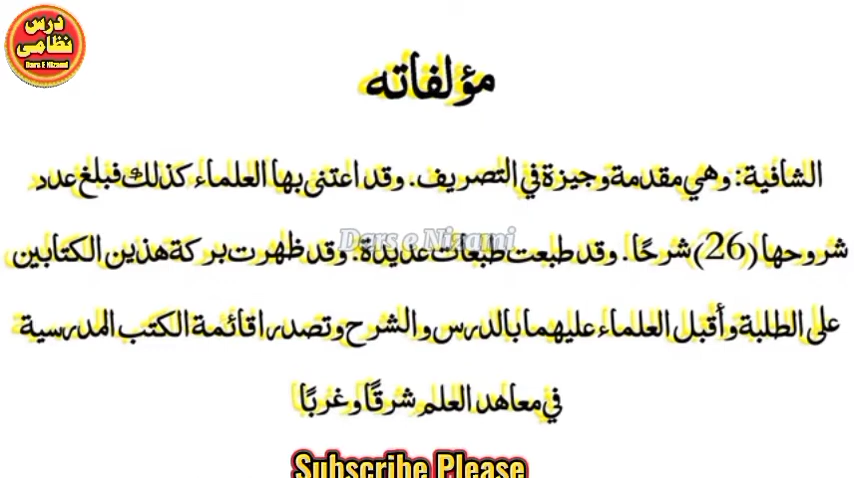 درس
نظامی
Dars E Nizami
مؤلفاته
الشافية: وهي مقدمة وجيزة في التصريف. وقد اعتنى بها العلماء كذلك فبلغ عدد
شروحها (26) شرحًا. وقد طبعت طبعات عديدة. وقد ظهرت بركة هذين الكتابين
Dars e Nizami
على الطلبة وأقبل العلماء عليهما بالدرس والشرح وتصدرا قائمة الكتب المدرسية
في معاهد العلم شرقًا وغربًا
Subscribe Please